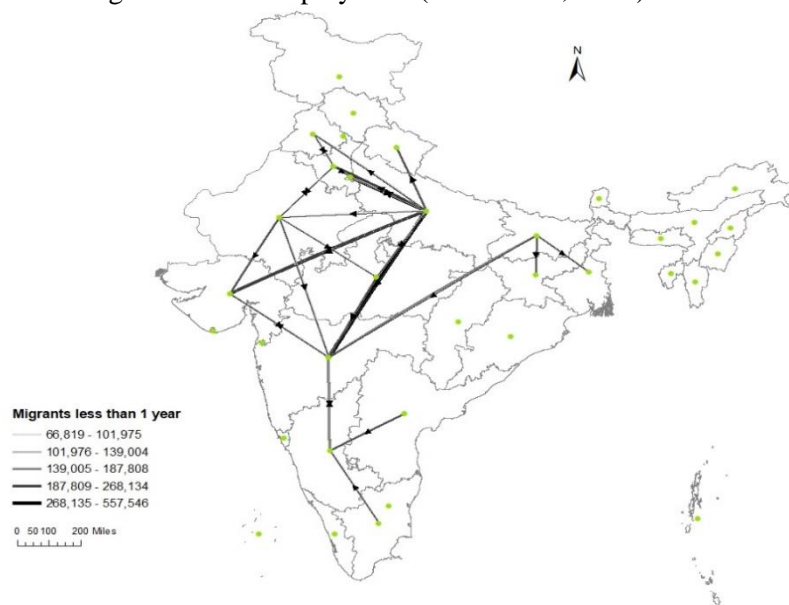 N
Migrants less than 1 year
66,819 - 101,975
101,976 - 139,004
139,005 - 187,808
187,809 - 268,134
268,135 - 557,546
0 50 100 200 Miles